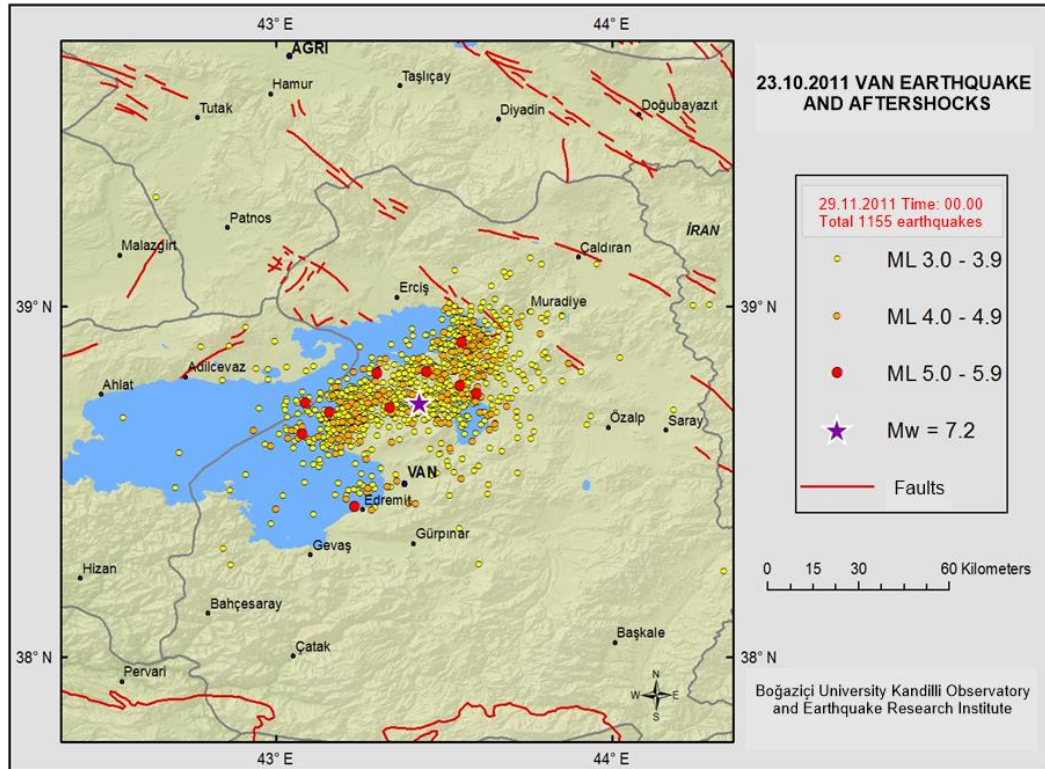 43° E
44° E
AGRI
Hamur
Taşlıçay
Tutak
Diyadin
Doğubayazıt
Patnos
Malazgirt
Çaldıran
İRAN
Erciş
Muradiye
39° N
39° N
Adilcevaz
Ahlat
Özalp
Saray
VAN
Edremit
Gürpınar
Gevaş
Hizan
Bahçesaray
Başkale
Çatak
38° N
38° N
Pervari
N
W
E
S
43° E
44° E
23.10.2011 VAN EARTHQUAKE
AND AFTERSHOCKS
29.11.2011 Time: 00.00
Total 1155 earthquakes
ML 3.0 - 3.9
ML 4.0 - 4.9
ML 5.0 - 5.9
Mw = 7.2
Faults
0 15 30 60 Kilometers
Boğaziçi University Kandilli Observatory
and Earthquake Research Institute